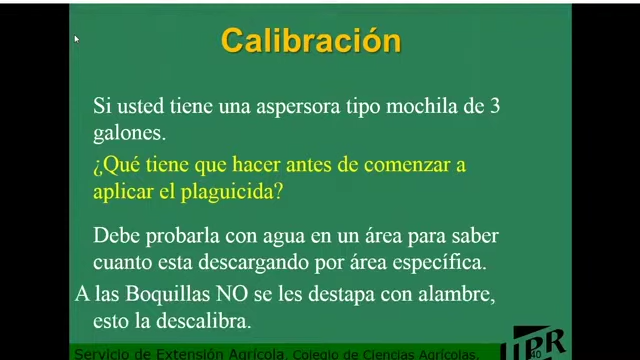 Calibración
Si usted tiene una aspersora tipo mochila de 3
galones.
¿Qué tiene que hacer antes de comenzar a
aplicar el plaguicida?
Debe probarla con agua en un área para saber
cuanto esta descargando por área específica.
A las Boquillas NO se les destapa con alambre,
esto la descalibra.
UPR
40
Servicio de Extensión Agrícola, Colegio de Ciencias Agrícolas,